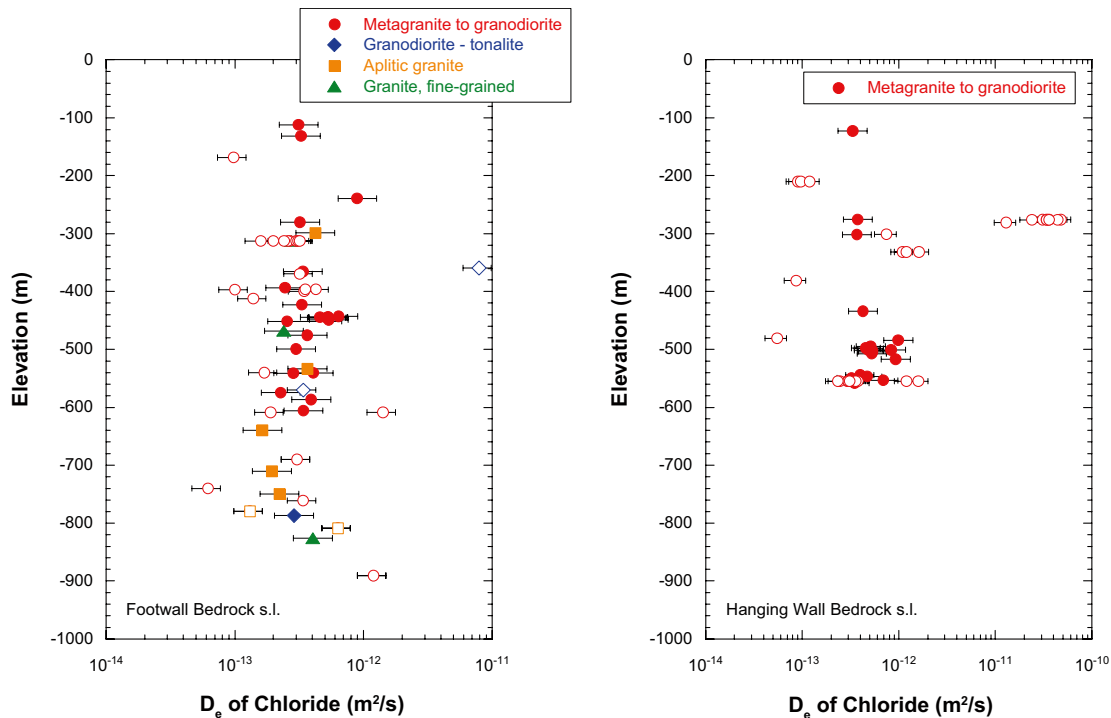 Metagranite to granodiorite
Granodiorite - tonalite
Aplitic granite
Granite, fine-grained
0
-100
-200
-300
-400
-500
-600
-700
-800
-900
-1000
Elevation (m)
Footwall Bedrock s.l.
10-14
10-13
10-12
10-11
De of Chloride (m²/s)
Metagranite to granodiorite
0
-100
-200
-300
-400
-500
-600
-700
-800
-900
-1000
Elevation (m)
Hanging Wall Bedrock s.l.
10-14
10-13
10-12
10-11
10-10
De of Chloride (m²/s)